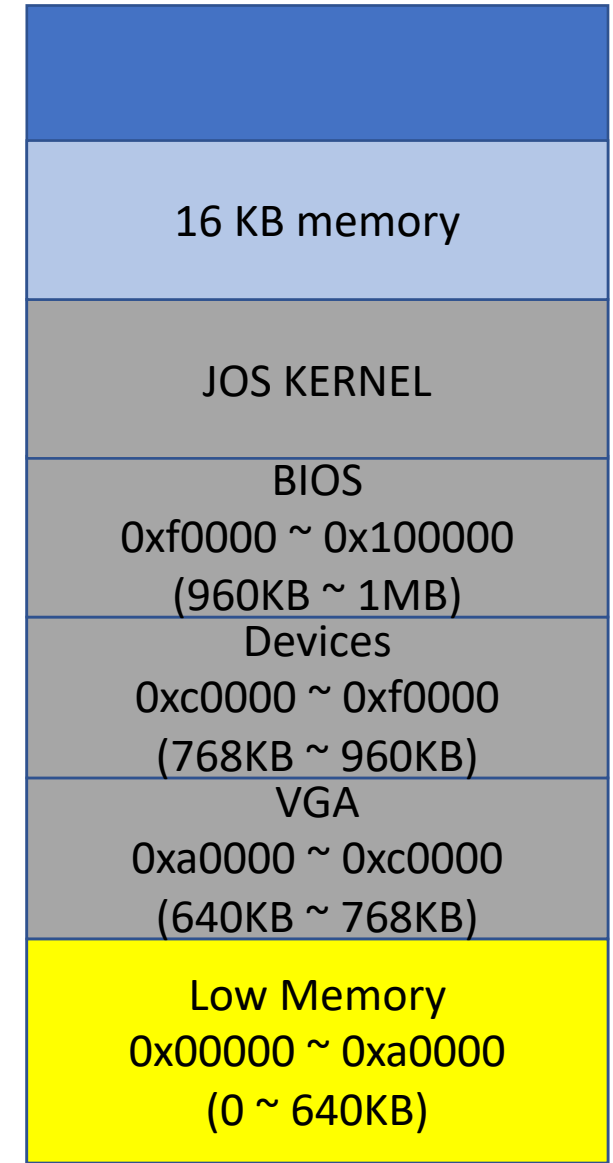 16 KB memory
JOS KERNEL
BIOS
0xf0000 ~ 0x100000
(960KB ~ 1MB)
Devices
0xc0000 ~ 0xf0000
(768KB ~ 960KB)
VGA
0xa0000 ~ 0xc0000
(640KB ~ 768KB)
Low Memory
0x00000 ~ 0xa0000
(0 ~ 640KB)